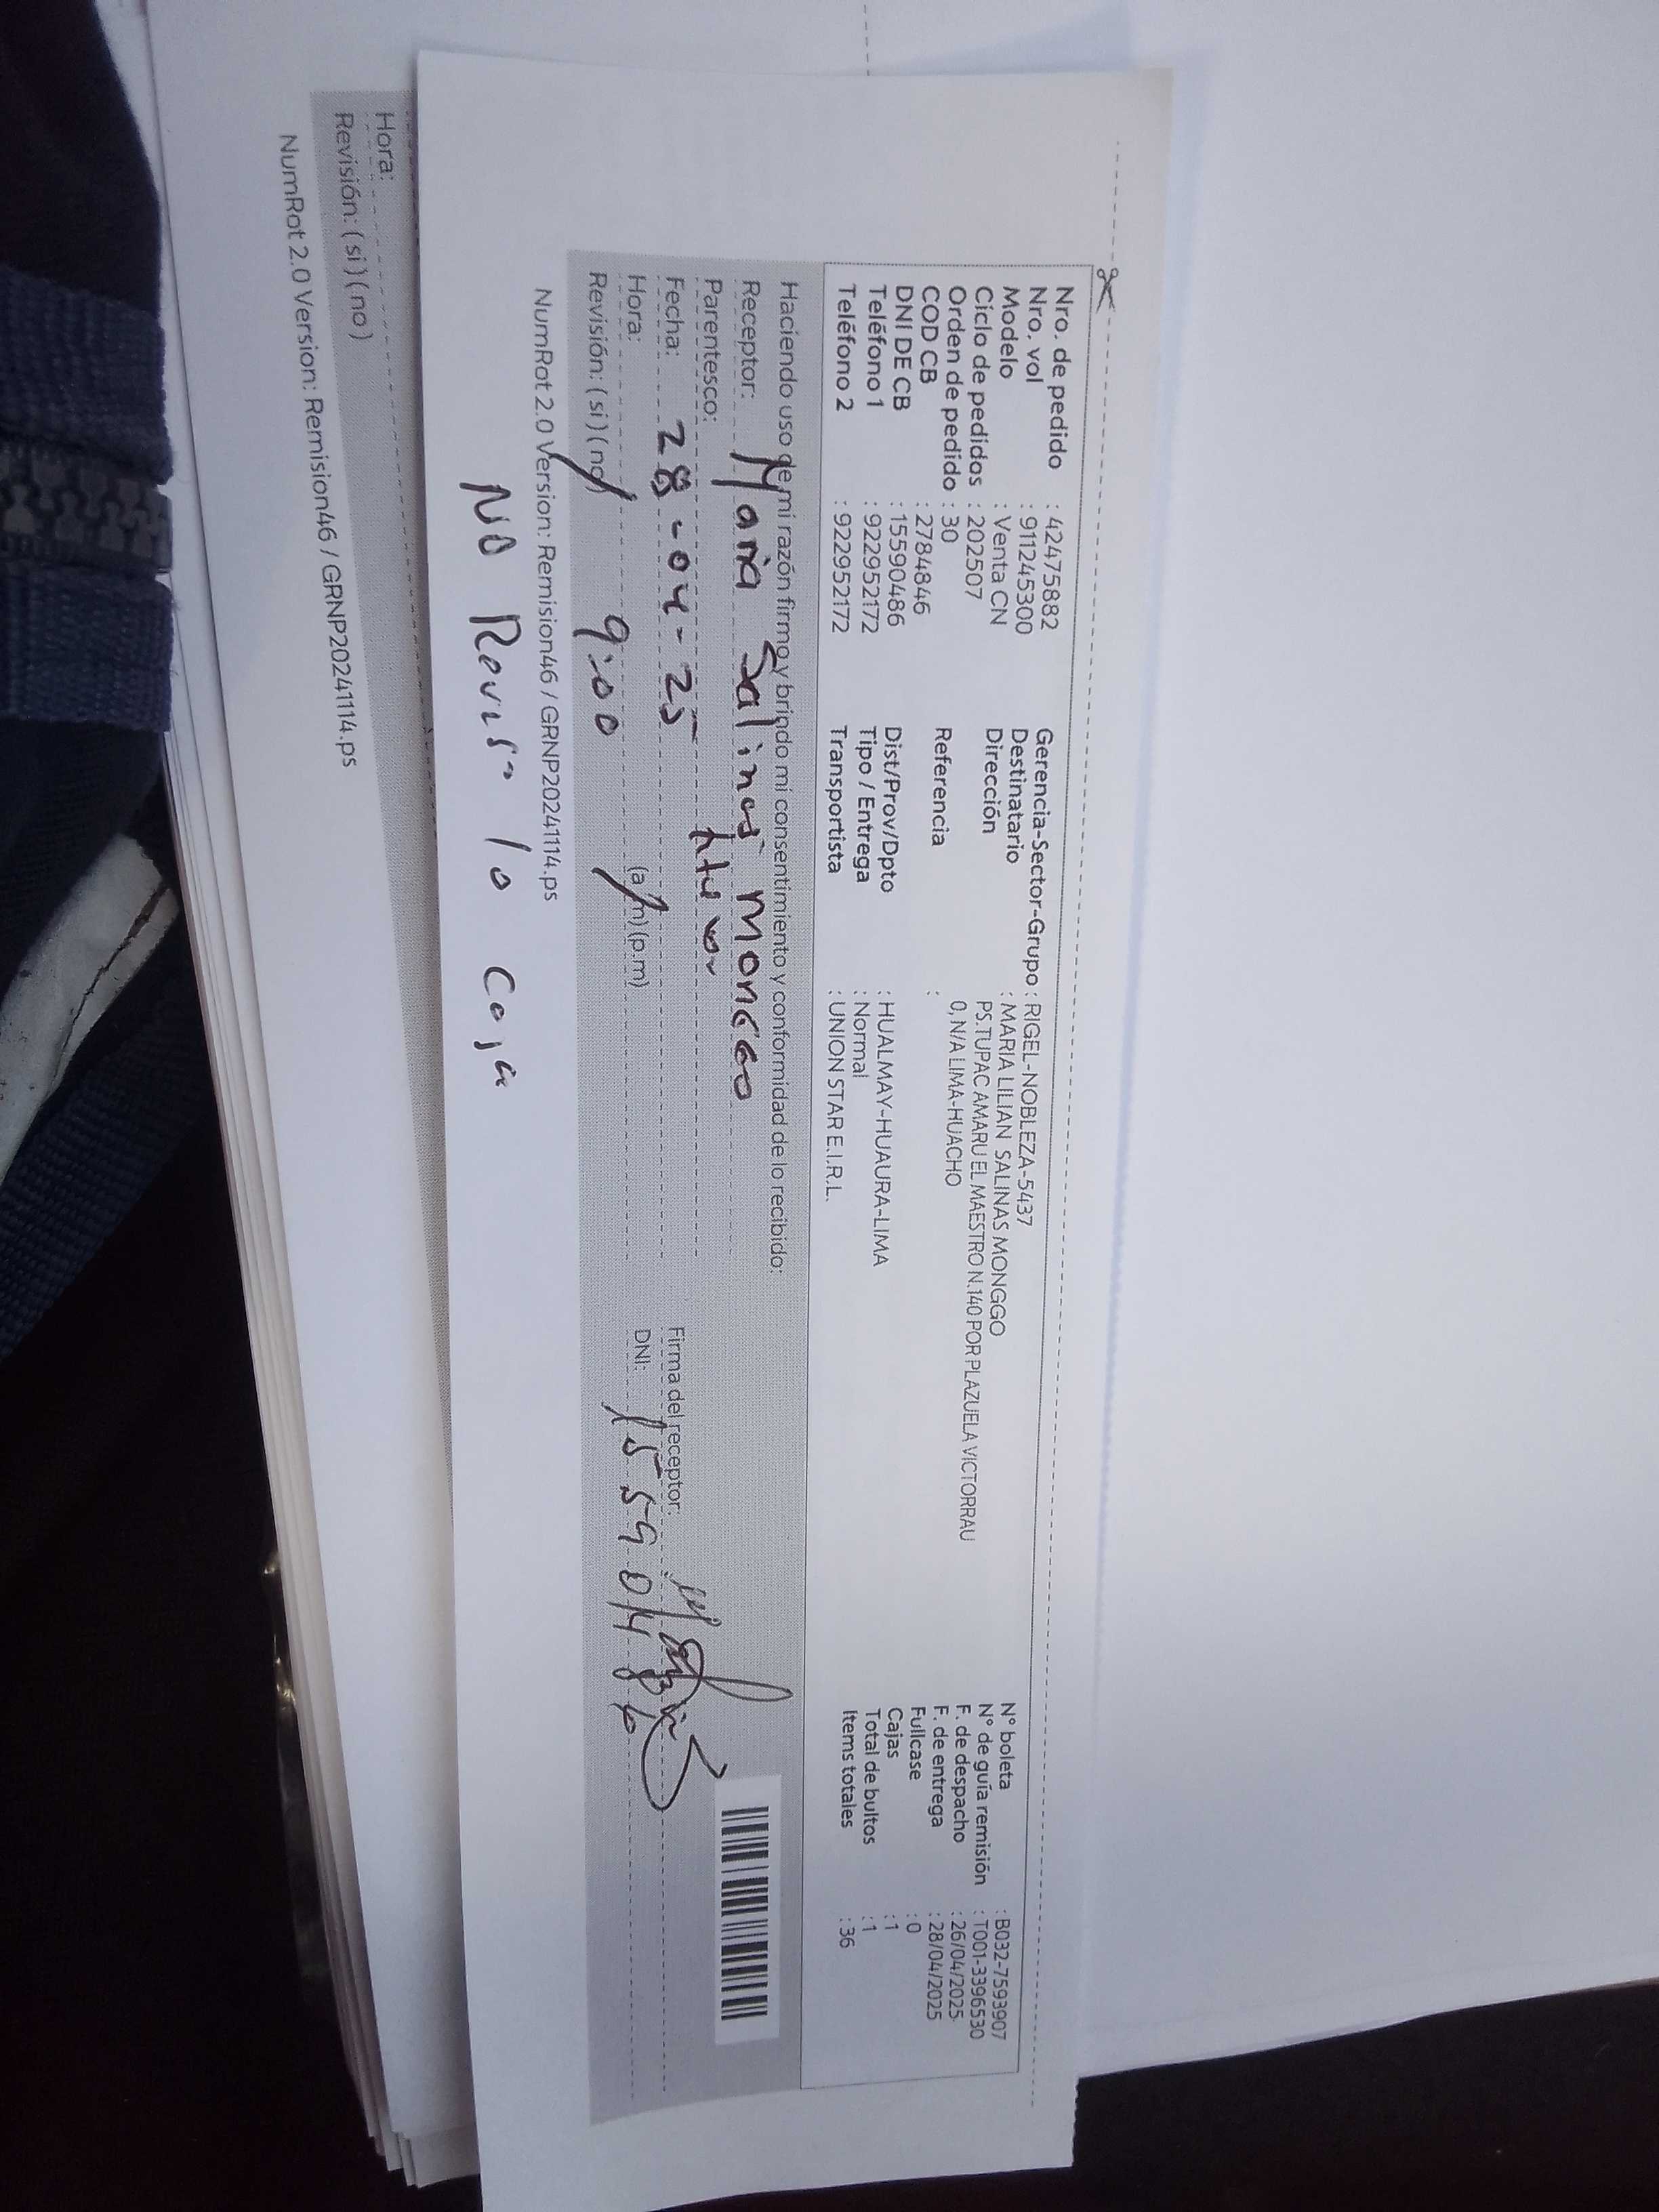 Nro. de pedido : 42475882
Nro. vol : 911245300
Modelo : Venta CN
Ciclo de pedidos : 202507
Orden de pedido : 30
COD CB : 2784846
DNI DE CB : 15590486
Teléfono 1 : 922952172
Teléfono 2 : 922952172
Gerencia-Sector-Grupo : RIGEL-NOBLEZA-5437
Destinatario : MARIA LILIAN SALINAS MONGGO
Dirección PS.TUPAC AMARU EL MAESTRO N.140 POR PLAZUELA VICTORRAU
0, N/A LIMA-HUACHO
Referencia :
Dist/Prov/Dpto : HUALMAY-HUAURA-LIMA
Tipo / Entrega : Normal
Transportista : UNION STAR E.I.R.L.
N° boleta : B032-7593907
N° de guía remisión : T001-3396530
F. de despacho : 26/04/2025
F. de entrega : 28/04/2025
Fullcase : 0
Cajas : 1
Total de bultos : 1
Items totales : 36
Haciendo uso de mi razón firmo y brindo mi consentimiento y conformidad de lo recibido:
Receptor: Maria Salinas MONGGO
Parentesco:
Fecha: 28-04-25
Firma del receptor:
Hora: 9:00 (a.m) (p.m)
DNI: 15590486
Revisión: ( si ) ( no )
NumRot 2.0 Version: Remision46 / GRNP20241114.ps
NO Reviso la Caja
Hora:
Revisión: ( si ) ( no )
NumRot 2.0 Version: Remision46 / GRNP20241114.ps